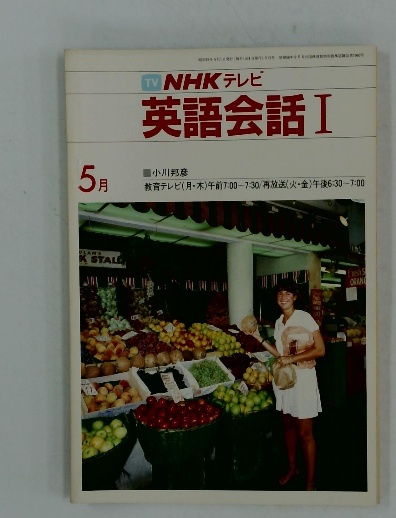 TV NHKテレビ
英語会話I
5月
■小川邦彦
教育テレビ(月・木)午前7:00―7:30/再放送(火・金)午後6:30―7:00
STALL